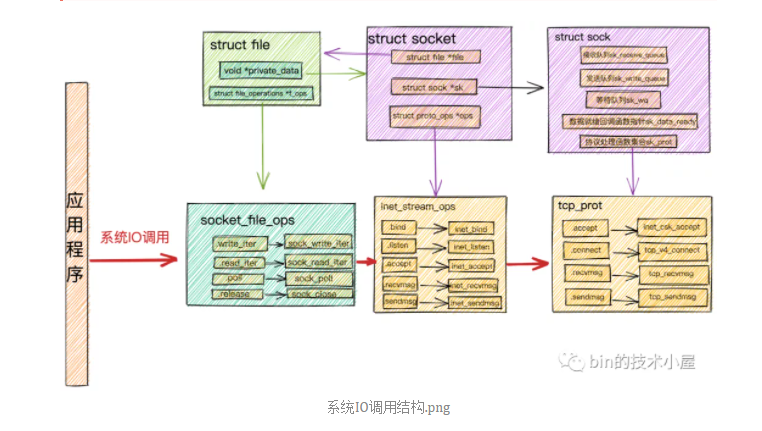 struct file
void *private_data
struct file_operations *f_ops
struct socket
struct file *file
struct sock *sk
struct proto_ops *ops
struct sock
接收队列sk_receive_queue
发送队列sk_write_queue
等待队列sk_wq
数据就绪回调函数指针sk_data_ready
协议处理函数集合sk_prot
应用程序
系统IO调用
socket_file_ops
.write_iter
sock_write_iter
.read_iter
sock_read_iter
.poll
sock_poll
.release
sock_close
inet_stream_ops
.bind
inet_bind
.listen
inet_listen
.accept
inet_accept
.recvmsg
inet_recvmsg
.sendmsg
inet_sendmsg
tcp_prot
.accept
inet_csk_accept
.connect
tcp_v4_connect
.recvmsg
tcp_recvmsg
.sendmsg
tcp_sendmsg
bin的技术小屋
系统IO调用结构.png